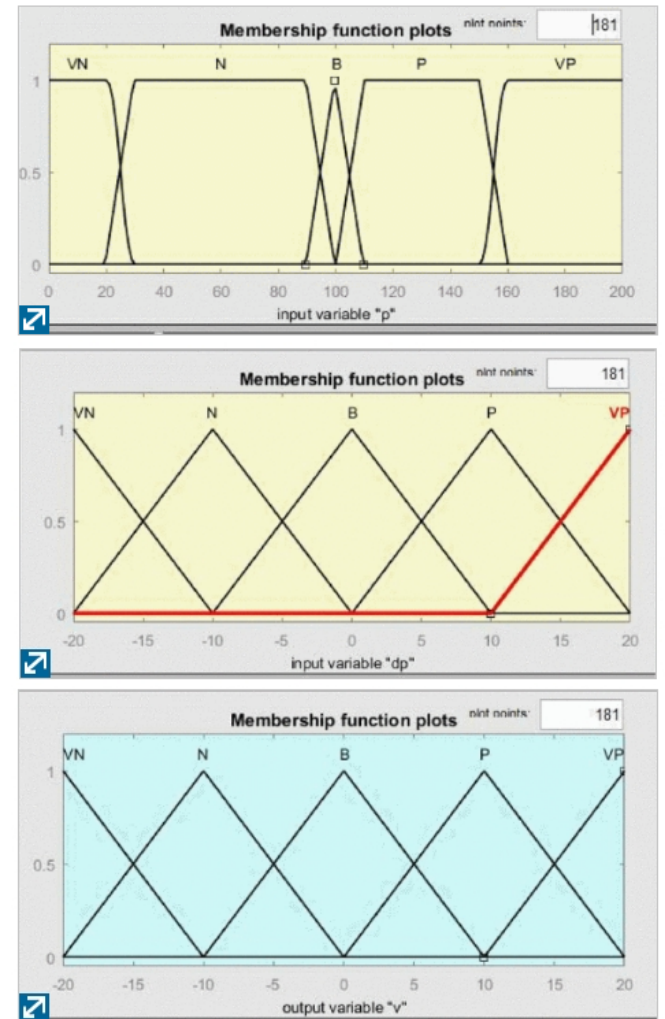 Membership function plots plot points: 181
VN N B P VP
1
0.5
0
0 20 40 60 80 100 120 140 160 180 200
input variable "p"
Membership function plots plot points: 181
VN N B P VP
1
0.5
0
-20 -15 -10 -5 0 5 10 15 20
input variable "dp"
Membership function plots plot points: 181
VN N B P VP
1
0.5
0
-20 -15 -10 -5 0 5 10 15 20
output variable "v"